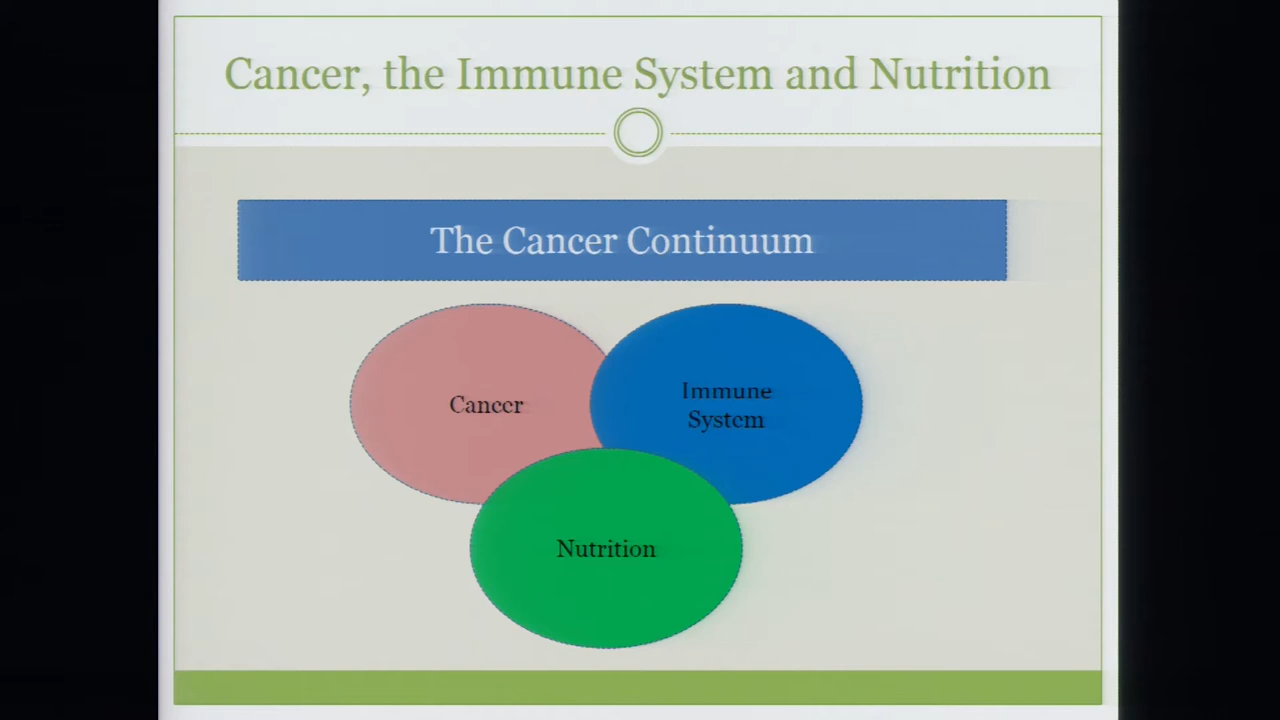 Cancer, the Immune System and Nutrition
The Cancer Continuum
Cancer
Immune
System
Nutrition